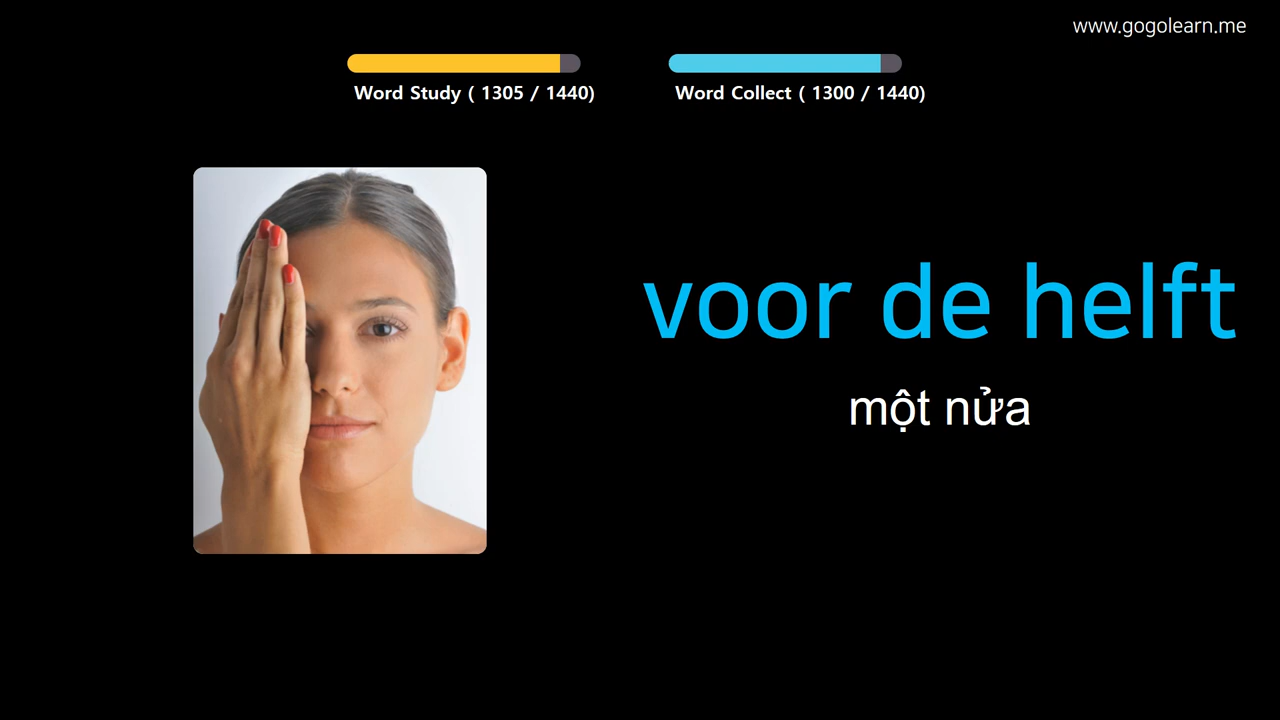 www.gogolearn.me
Word Study ( 1305 / 1440)
Word Collect ( 1300 / 1440)
voor de helft
một nửa